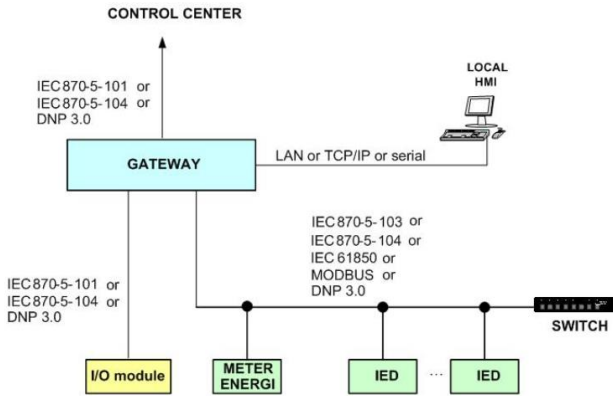 CONTROL CENTER
IEC870-5-101 or
IEC870-5-104 or
DNP 3.0
LOCAL
HMI
GATEWAY
LAN or TCP/IP or serial
IEC870-5-103 or
IEC870-5-104 or
IEC 61850 or
MODBUS or
DNP 3.0
IEC870-5-101 or
IEC870-5-104 or
DNP 3.0
SWITCH
I/O module
METER
ENERGI
IED
...
IED